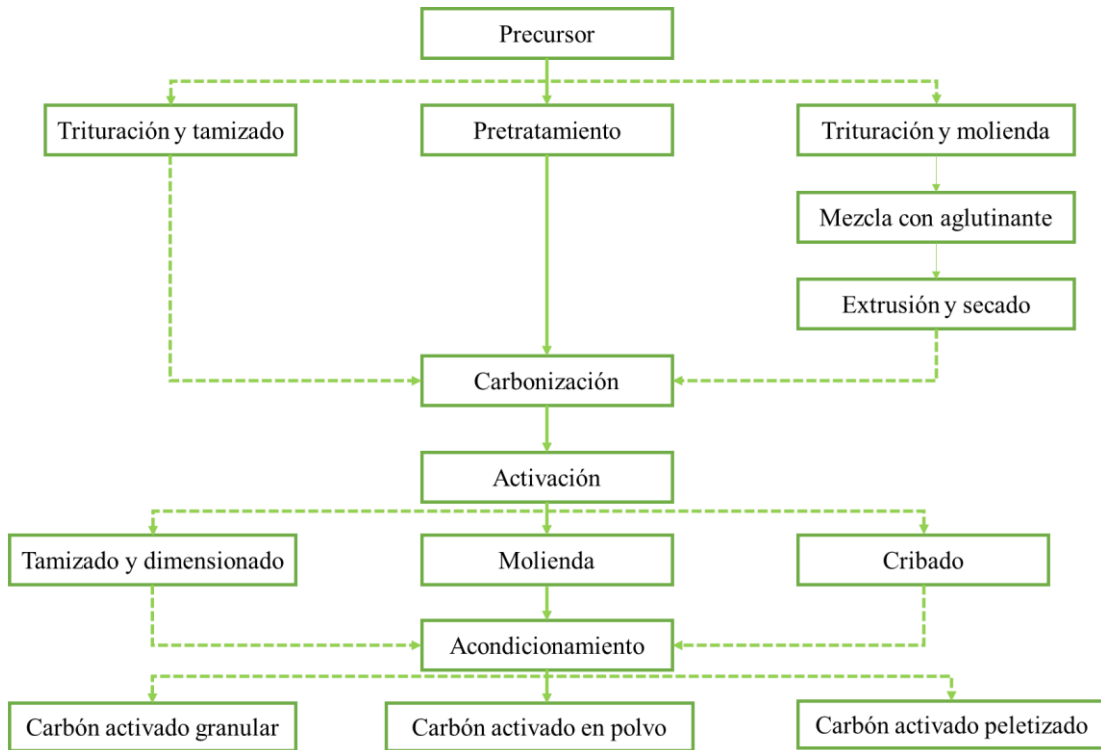 Precursor
Trituración y tamizado
Pretratamiento
Trituración y molienda
Mezcla con aglutinante
Extrusión y secado
Carbonización
Activación
Tamizado y dimensionado
Molienda
Cribado
Acondicionamiento
Carbón activado granular
Carbón activado en polvo
Carbón activado peletizado